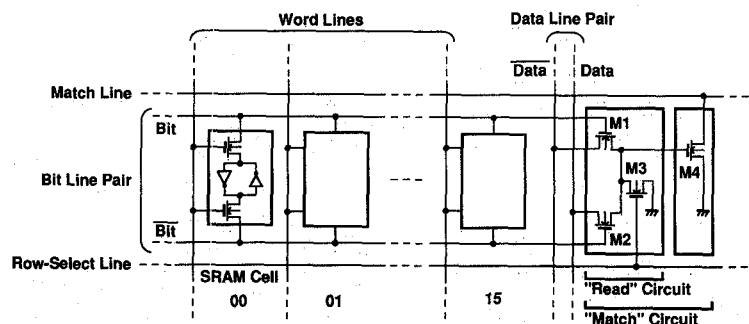 Word Lines
Data Line Pair
Data Data
Match Line
Bit
M1
M3
M4
Bit Line Pair
Bit
M2
Row-Select Line
SRAM Cell
"Read" Circuit
00 01 15
"Match" Circuit